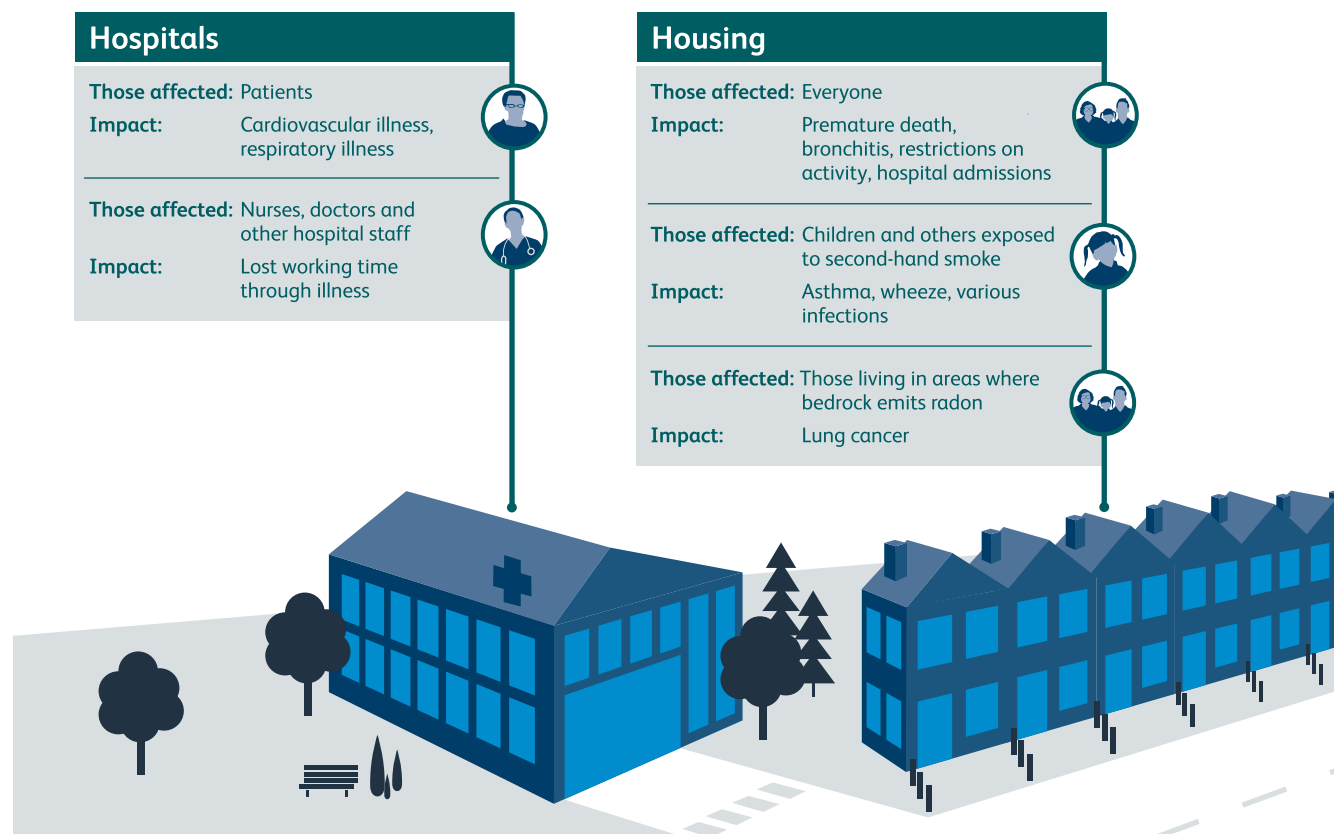 Hospitals
Those affected: Patients
Impact: Cardiovascular illness,
respiratory illness
Those affected: Nurses, doctors and
other hospital staff
Impact: Lost working time
through illness
Housing
Those affected: Everyone
Impact: Premature death,
bronchitis, restrictions on
activity, hospital admissions
Those affected: Children and others exposed
to second-hand smoke
Impact: Asthma, wheeze, various
infections
Those affected: Those living in areas where
bedrock emits radon
Impact: Lung cancer